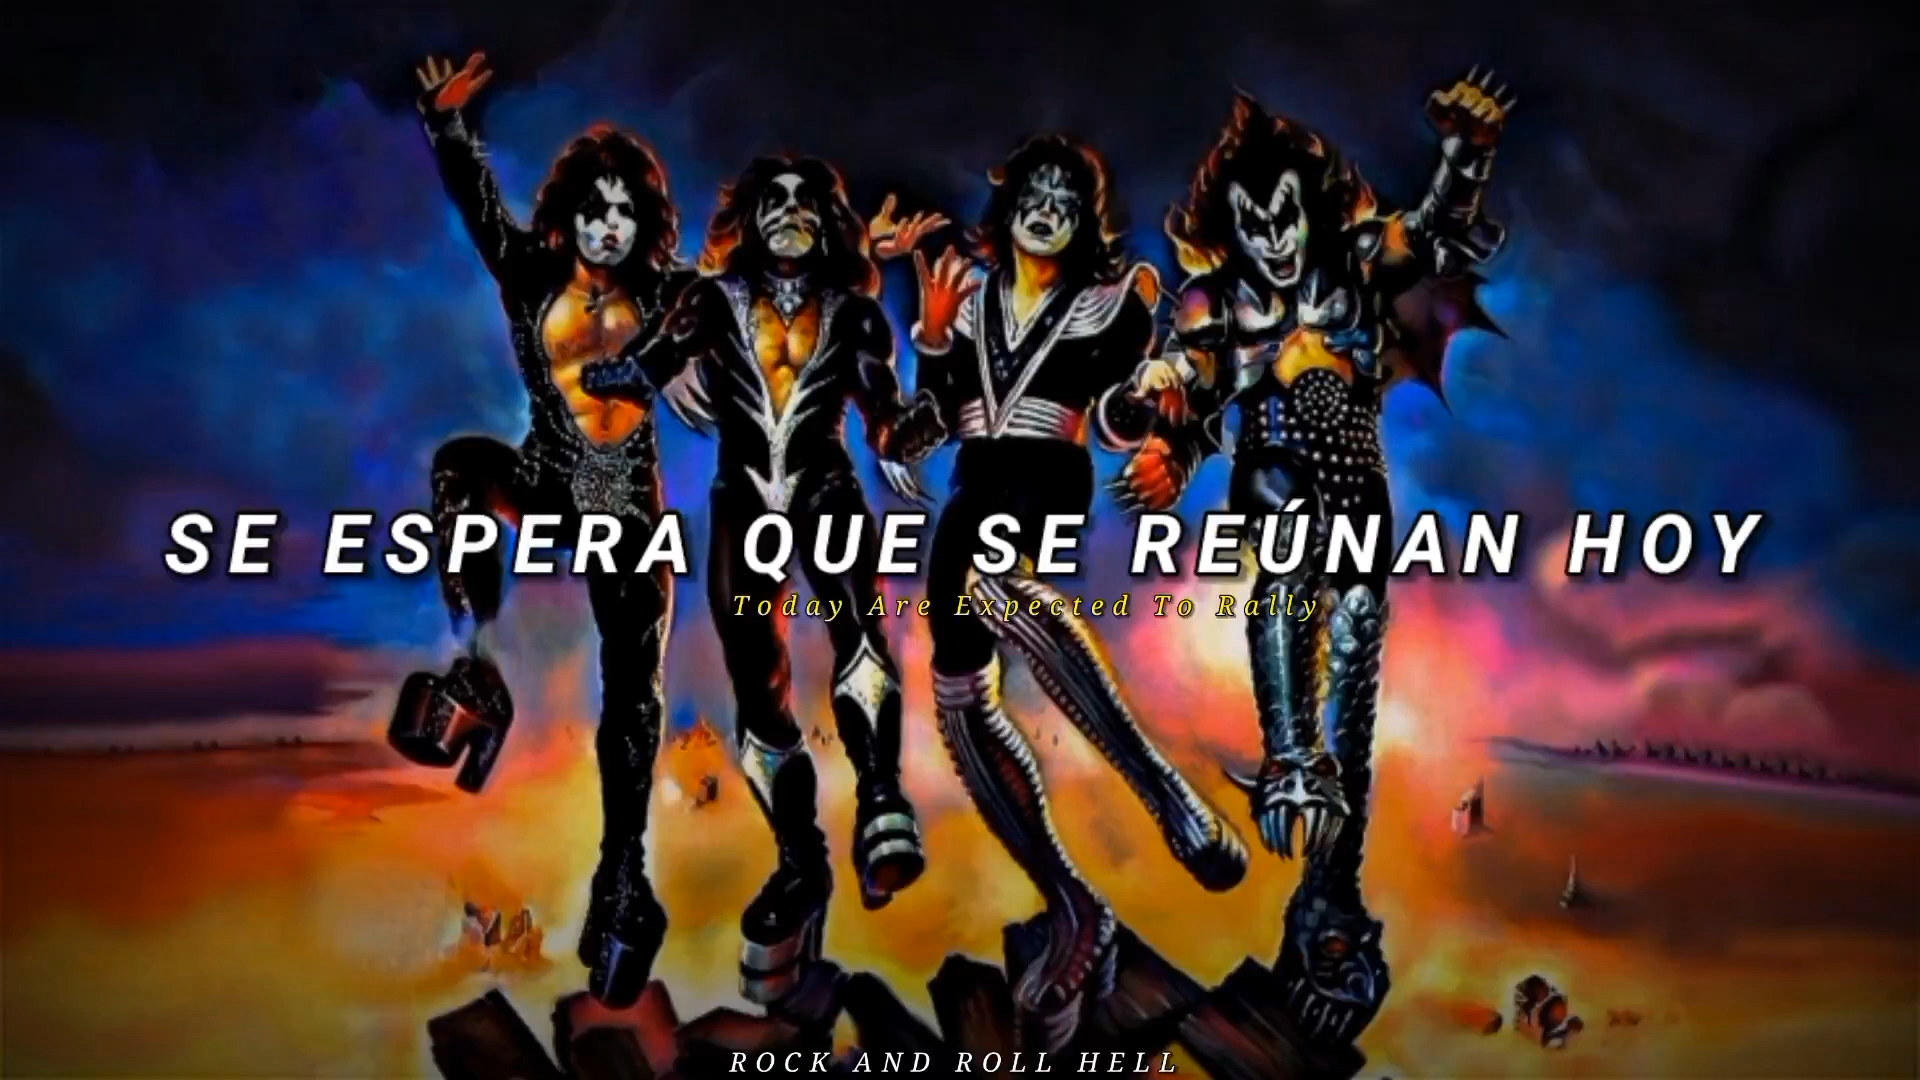 SE ESPERA QUE SE REÚNAN HOY
Today Are Expected To Rally
ROCK AND ROLL HELL